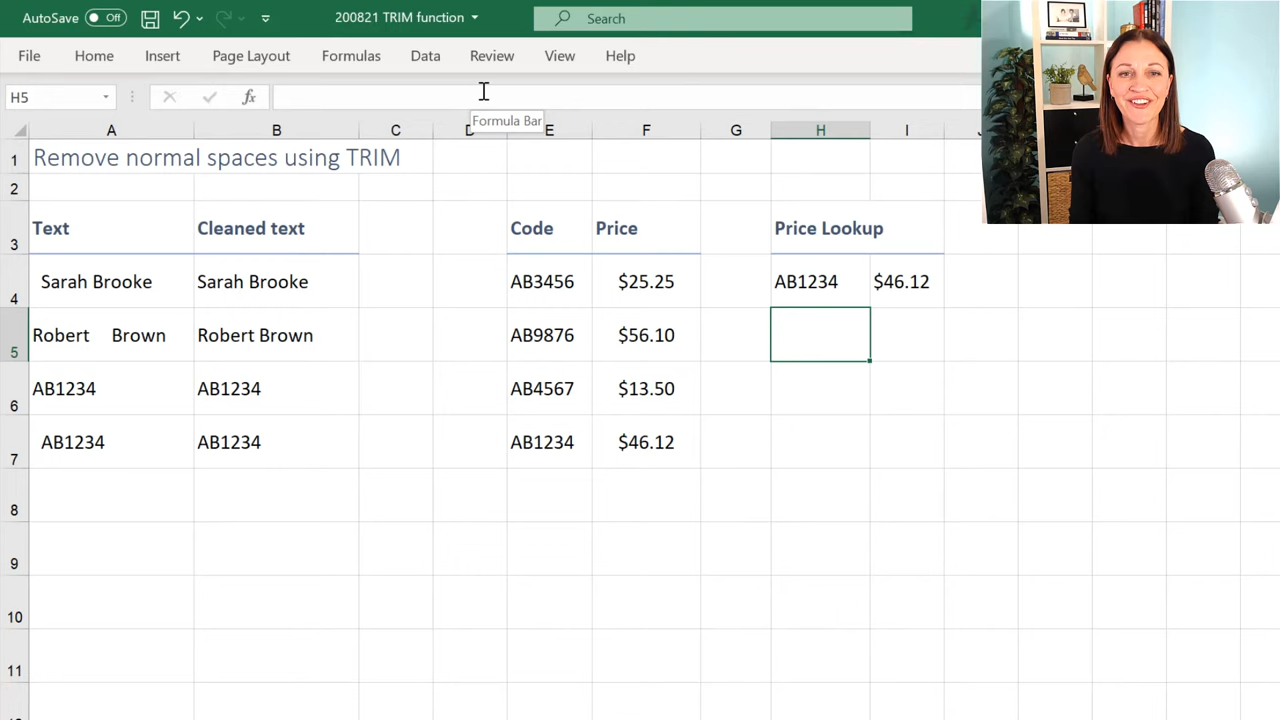 AutoSave Off 200821 TRIM function Search
File Home Insert Page Layout Formulas Data Review View Help
H5 fx
Formula Bar
A B C D E F G H I J
1 Remove normal spaces using TRIM
2
3 Text Cleaned text Code Price Price Lookup
4 Sarah Brooke Sarah Brooke AB3456 $25.25 AB1234 $46.12
5 Robert Brown Robert Brown AB9876 $56.10
6 AB1234 AB1234 AB4567 $13.50
7 AB1234 AB1234 AB1234 $46.12
8
9
10
11